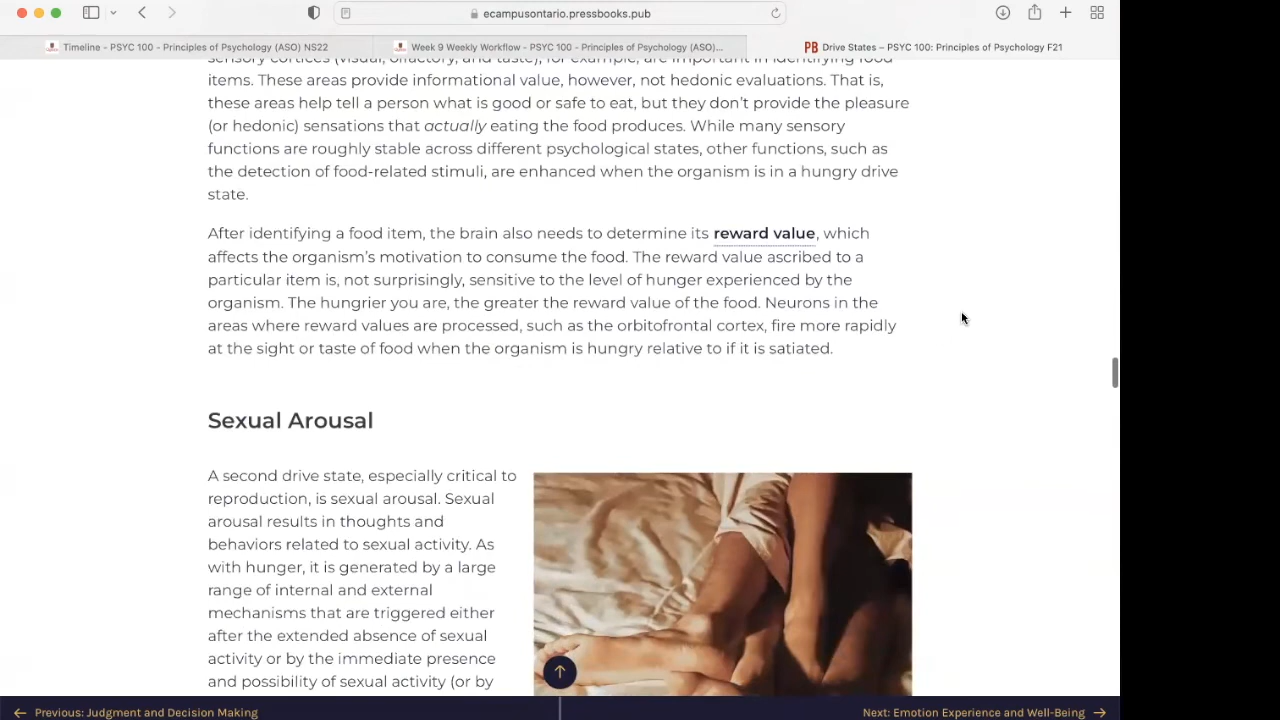 ecampusontario.pressbooks.pub
Timeline - PSYC 100 - Principles of Psychology (ASO) NS22
Week 9 Weekly Workflow - PSYC 100 - Principles of Psychology (ASO)...
PB Drive States – PSYC 100: Principles of Psychology F21
sensory cortices (visual, olfactory, and taste), for example, are important in identifying food
items. These areas provide informational value, however, not hedonic evaluations. That is,
these areas help tell a person what is good or safe to eat, but they don’t provide the pleasure
(or hedonic) sensations that actually eating the food produces. While many sensory
functions are roughly stable across different psychological states, other functions, such as
the detection of food-related stimuli, are enhanced when the organism is in a hungry drive
state.
After identifying a food item, the brain also needs to determine its reward value, which
affects the organism’s motivation to consume the food. The reward value ascribed to a
particular item is, not surprisingly, sensitive to the level of hunger experienced by the
organism. The hungrier you are, the greater the reward value of the food. Neurons in the
areas where reward values are processed, such as the orbitofrontal cortex, fire more rapidly
at the sight or taste of food when the organism is hungry relative to if it is satiated.
Sexual Arousal
A second drive state, especially critical to
reproduction, is sexual arousal. Sexual
arousal results in thoughts and
behaviors related to sexual activity. As
with hunger, it is generated by a large
range of internal and external
mechanisms that are triggered either
after the extended absence of sexual
activity or by the immediate presence
and possibility of sexual activity (or by
← Previous: Judgment and Decision Making
Next: Emotion Experience and Well-Being →